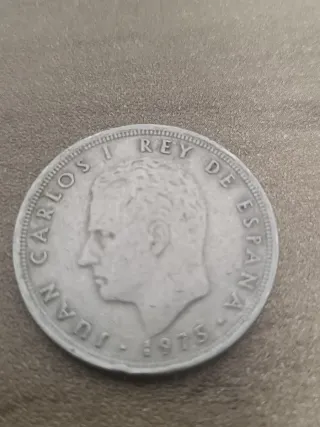 JUAN CARLOS I REY DE ESPAÑA
· 1975 ·